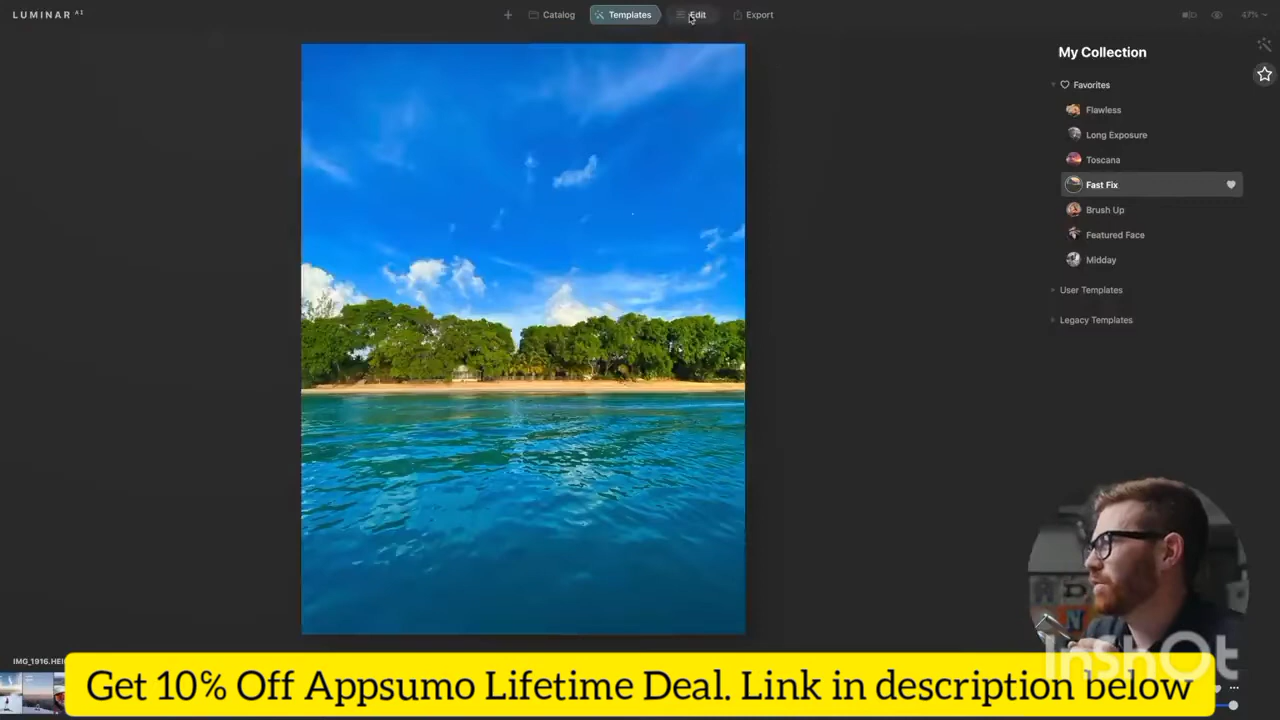 LUMINAR AI
Catalog
Templates
Edit
Export
47%
My Collection
Favorites
Flawless
Long Exposure
Toscana
Fast Fix
Brush Up
Featured Face
Midday
User Templates
Legacy Templates
InShOt
IMG_1916.HEI
Get 10% Off Appsumo Lifetime Deal. Link in description below